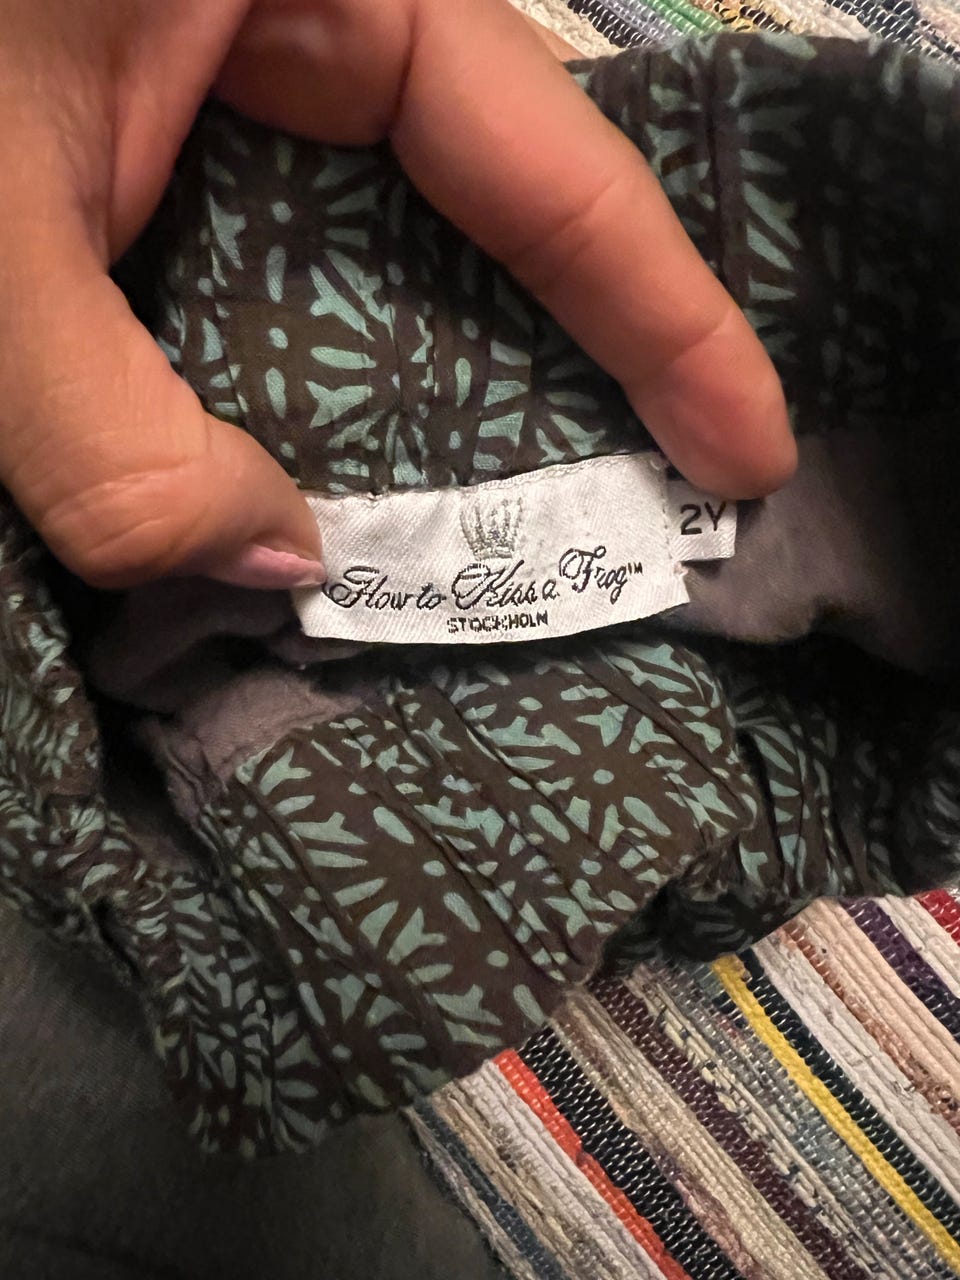 How to Kiss a Frog™
STOCKHOLM
2Y